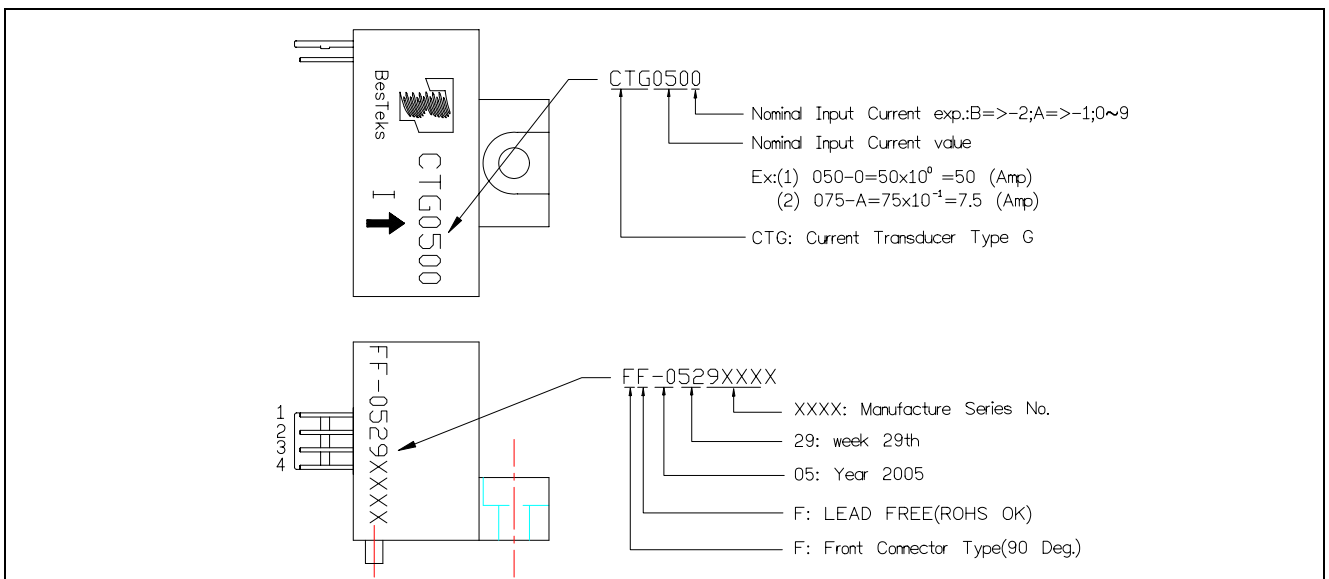 BesTeks
I
CTG0500
CTG0500
Nominal Input Current exp.:B=>-2;A=>-1;0~9
Nominal Input Current value
Ex:(1) 050-0=50x10⁰ =50 (Amp)
(2) 075-A=75x10⁻¹=7.5 (Amp)
CTG: Current Transducer Type G
FF-0529XXXX
1
2
3
4
FF-0529XXXX
XXXX: Manufacture Series No.
29: week 29th
05: Year 2005
F: LEAD FREE(ROHS OK)
F: Front Connector Type(90 Deg.)